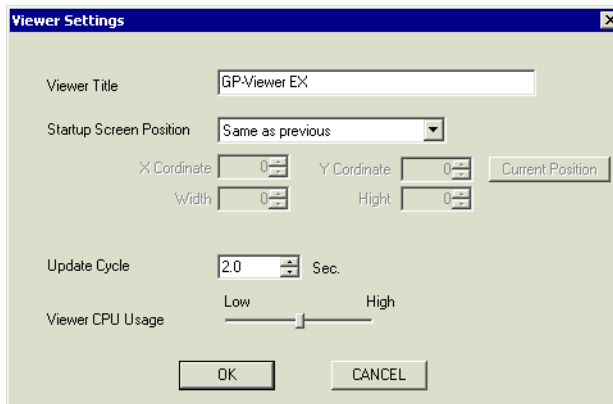 Viewer Settings
Viewer Title GP-Viewer EX
Startup Screen Position Same as previous
X Cordinate 0 Y Cordinate 0 Current Position
Width 0 Hight 0
Update Cycle 2.0 Sec.
Low High
Viewer CPU Usage
OK CANCEL